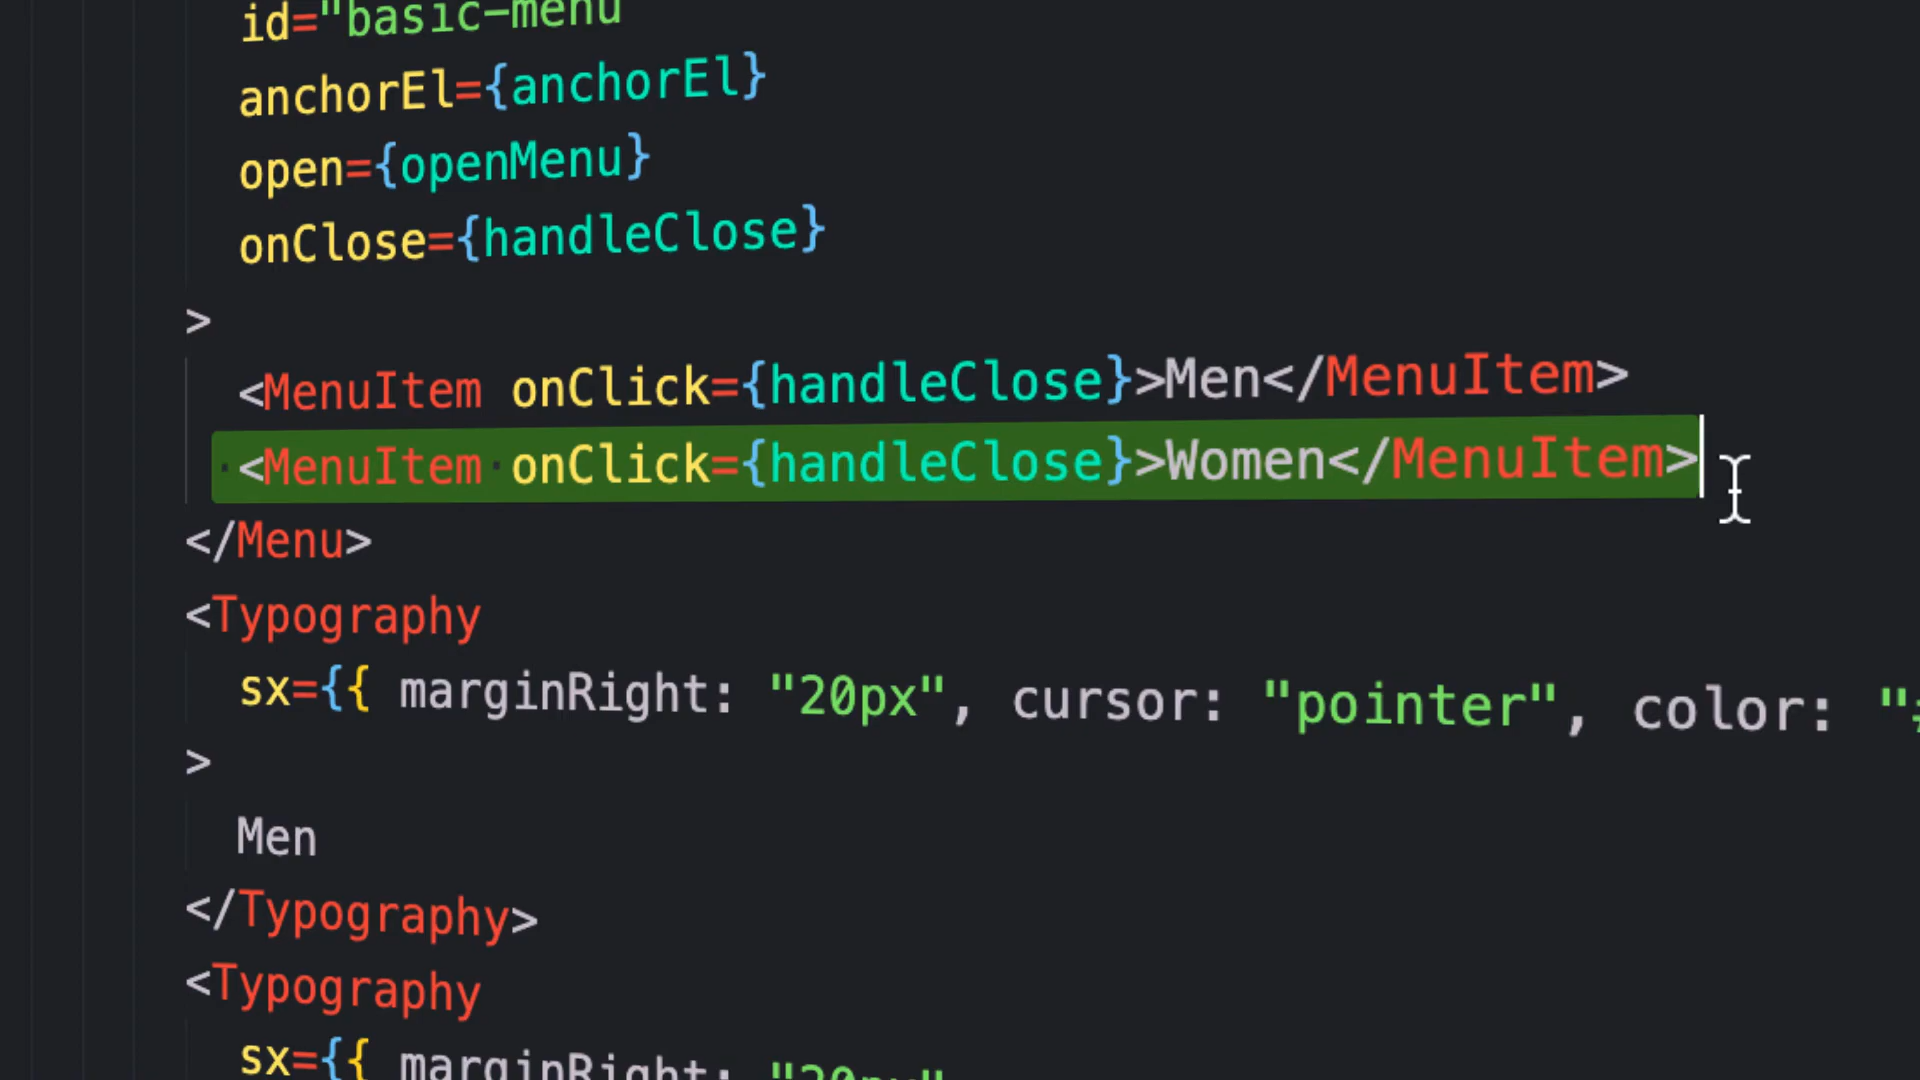 id="basic-menu
anchorEl={anchorEl}
open={openMenu}
onClose={handleClose}
>
<MenuItem onClick={handleClose}>Men</MenuItem>
<MenuItem onClick={handleClose}>Women</MenuItem>
</Menu>
<Typography
sx={{ marginRight: "20px", cursor: "pointer", color: "#
>
Men
</Typography>
<Typography
sx={{ marginRight: "20px"